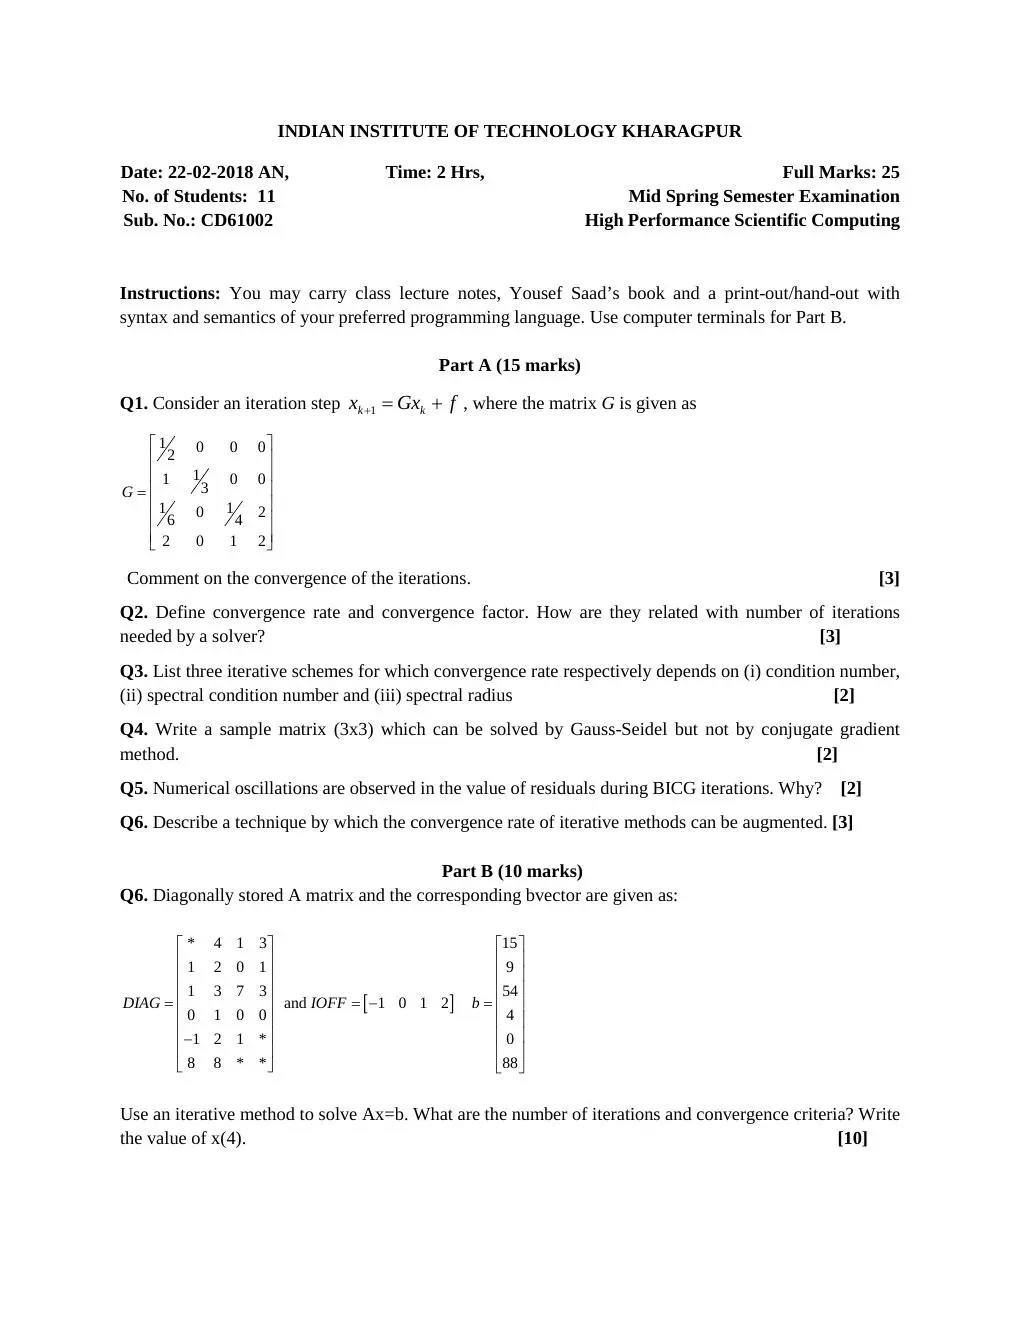 INDIAN INSTITUTE OF TECHNOLOGY KHARAGPUR
Date: 22-02-2018 AN, Time: 2 Hrs, Full Marks: 25
No. of Students: 11 Mid Spring Semester Examination
Sub. No.: CD61002 High Performance Scientific Computing
Instructions: You may carry class lecture notes, Yousef Saad's book and a print-out/hand-out with
syntax and semantics of your preferred programming language. Use computer terminals for Part B.
Part A (15 marks)
Q1. Consider an iteration step x_{k+1} = Gx_k + f , where the matrix G is given as
G =
1/2 0 0 0
1 1/3 0 0
1/6 0 1/4 2
2 0 1 2
Comment on the convergence of the iterations. [3]
Q2. Define convergence rate and convergence factor. How are they related with number of iterations
needed by a solver? [3]
Q3. List three iterative schemes for which convergence rate respectively depends on (i) condition number,
(ii) spectral condition number and (iii) spectral radius [2]
Q4. Write a sample matrix (3x3) which can be solved by Gauss-Seidel but not by conjugate gradient
method. [2]
Q5. Numerical oscillations are observed in the value of residuals during BICG iterations. Why? [2]
Q6. Describe a technique by which the convergence rate of iterative methods can be augmented. [3]
Part B (10 marks)
Q6. Diagonally stored A matrix and the corresponding bvector are given as:
DIAG =
* 4 1 3
1 2 0 1
1 3 7 3
0 1 0 0
−1 2 1 *
8 8 * *
and IOFF = [−1 0 1 2]
b =
15
9
54
4
0
88
Use an iterative method to solve Ax=b. What are the number of iterations and convergence criteria? Write
the value of x(4). [10]